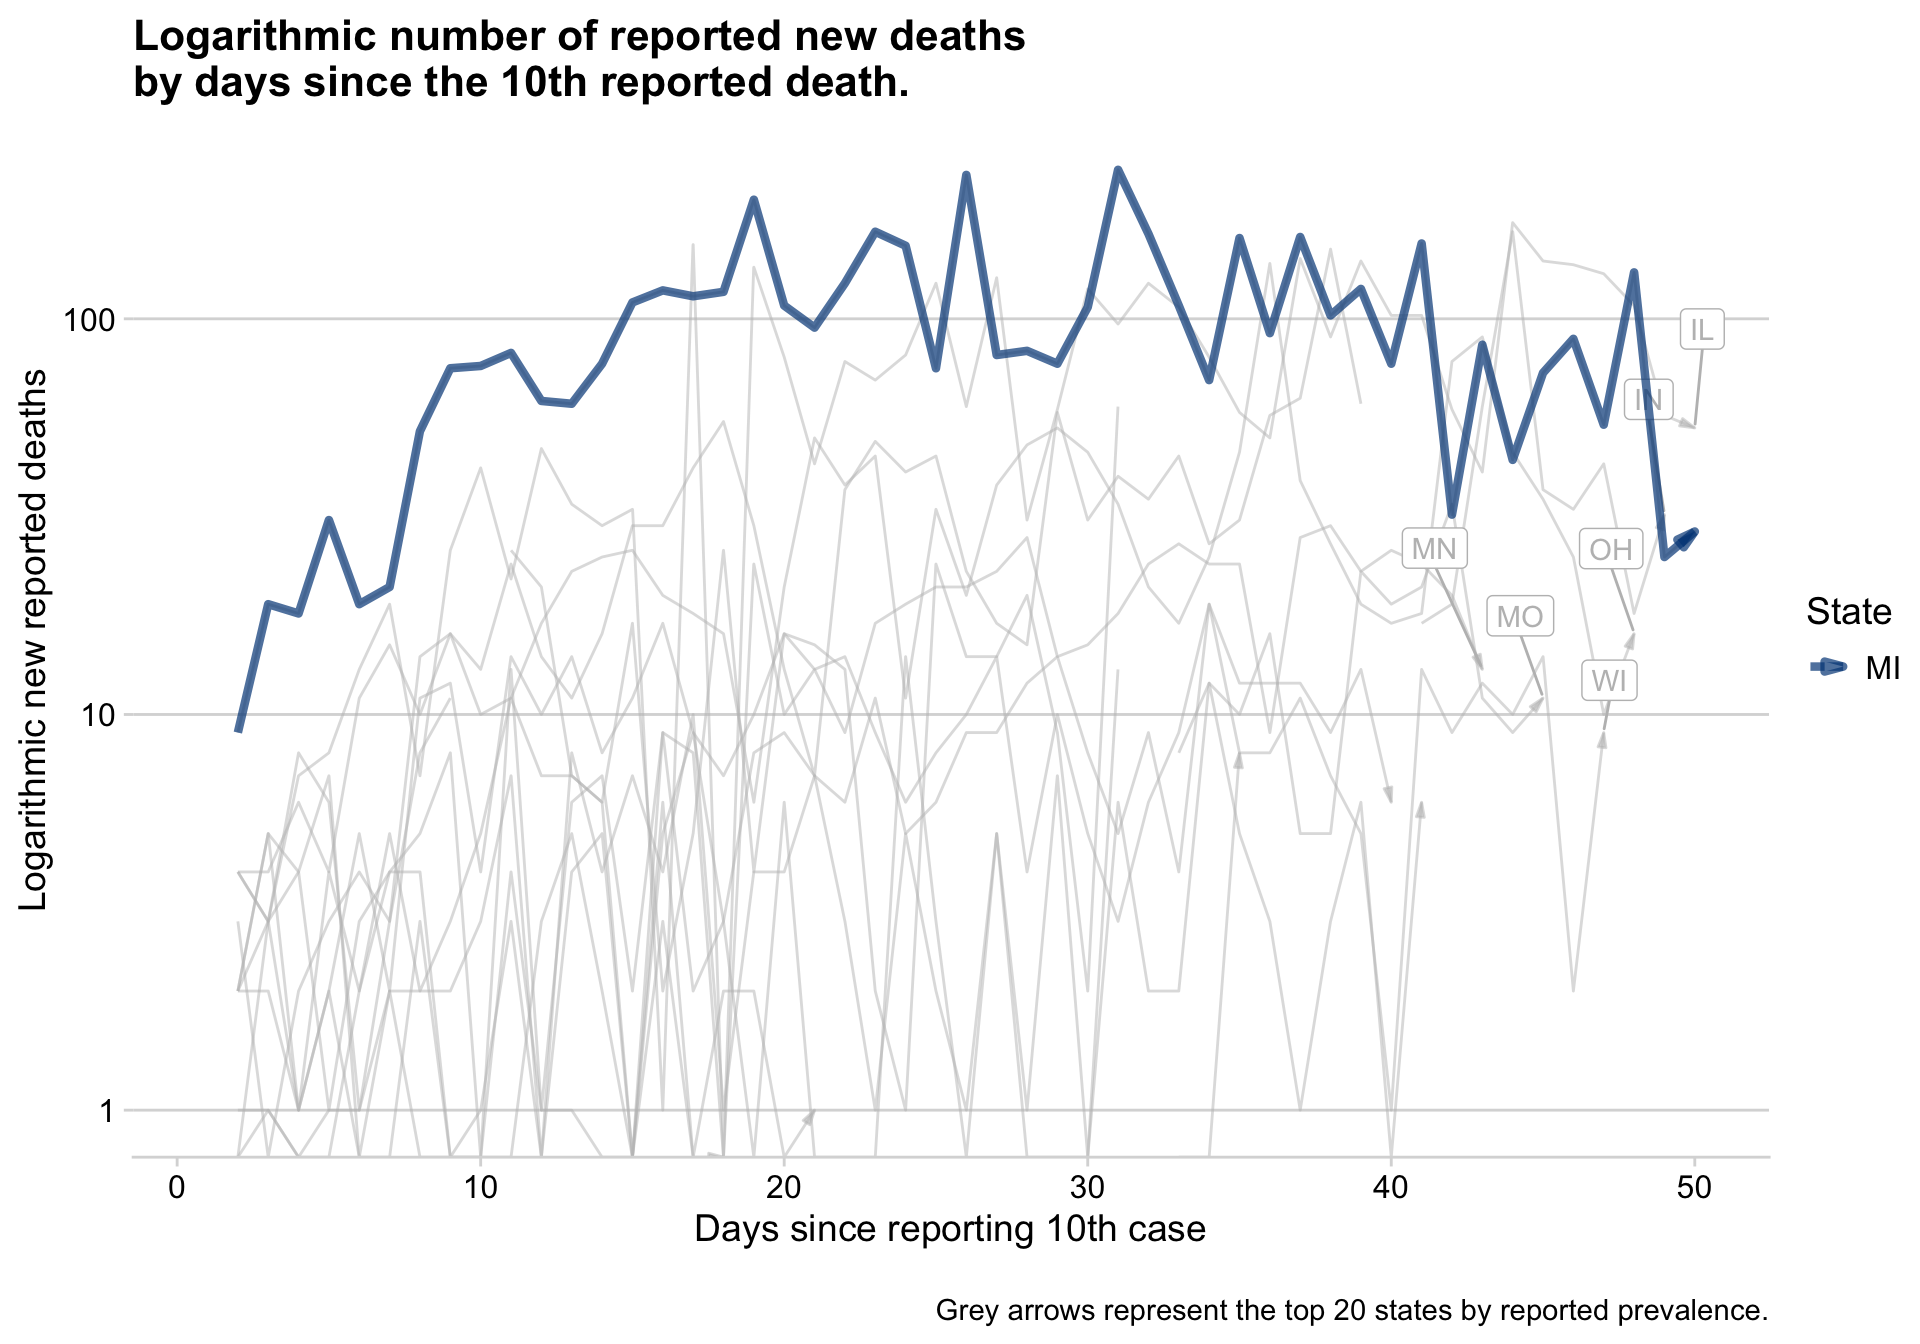 Logarithmic number of reported new deaths
by days since the 10th reported death.
Logarithmic new reported deaths
100
10
1
IL
IN
MN
OH
MO
WI
State
MI
0 10 20 30 40 50
Days since reporting 10th case
Grey arrows represent the top 20 states by reported prevalence.